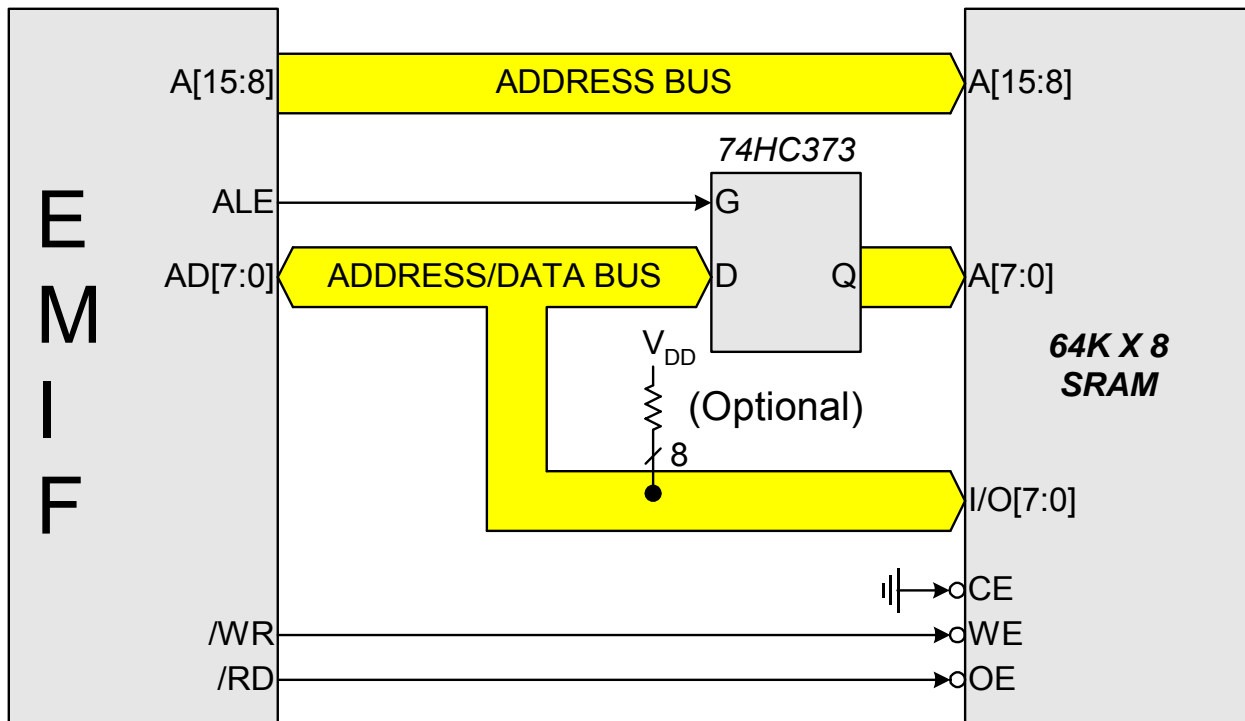 A[15:8]
ADDRESS BUS
A[15:8]
74HC373
ALE
G
AD[7:0]
ADDRESS/DATA BUS
D
Q
A[7:0]
EMIF
VDD
(Optional)
8
64K X 8
SRAM
I/O[7:0]
CE
/WR
WE
/RD
OE